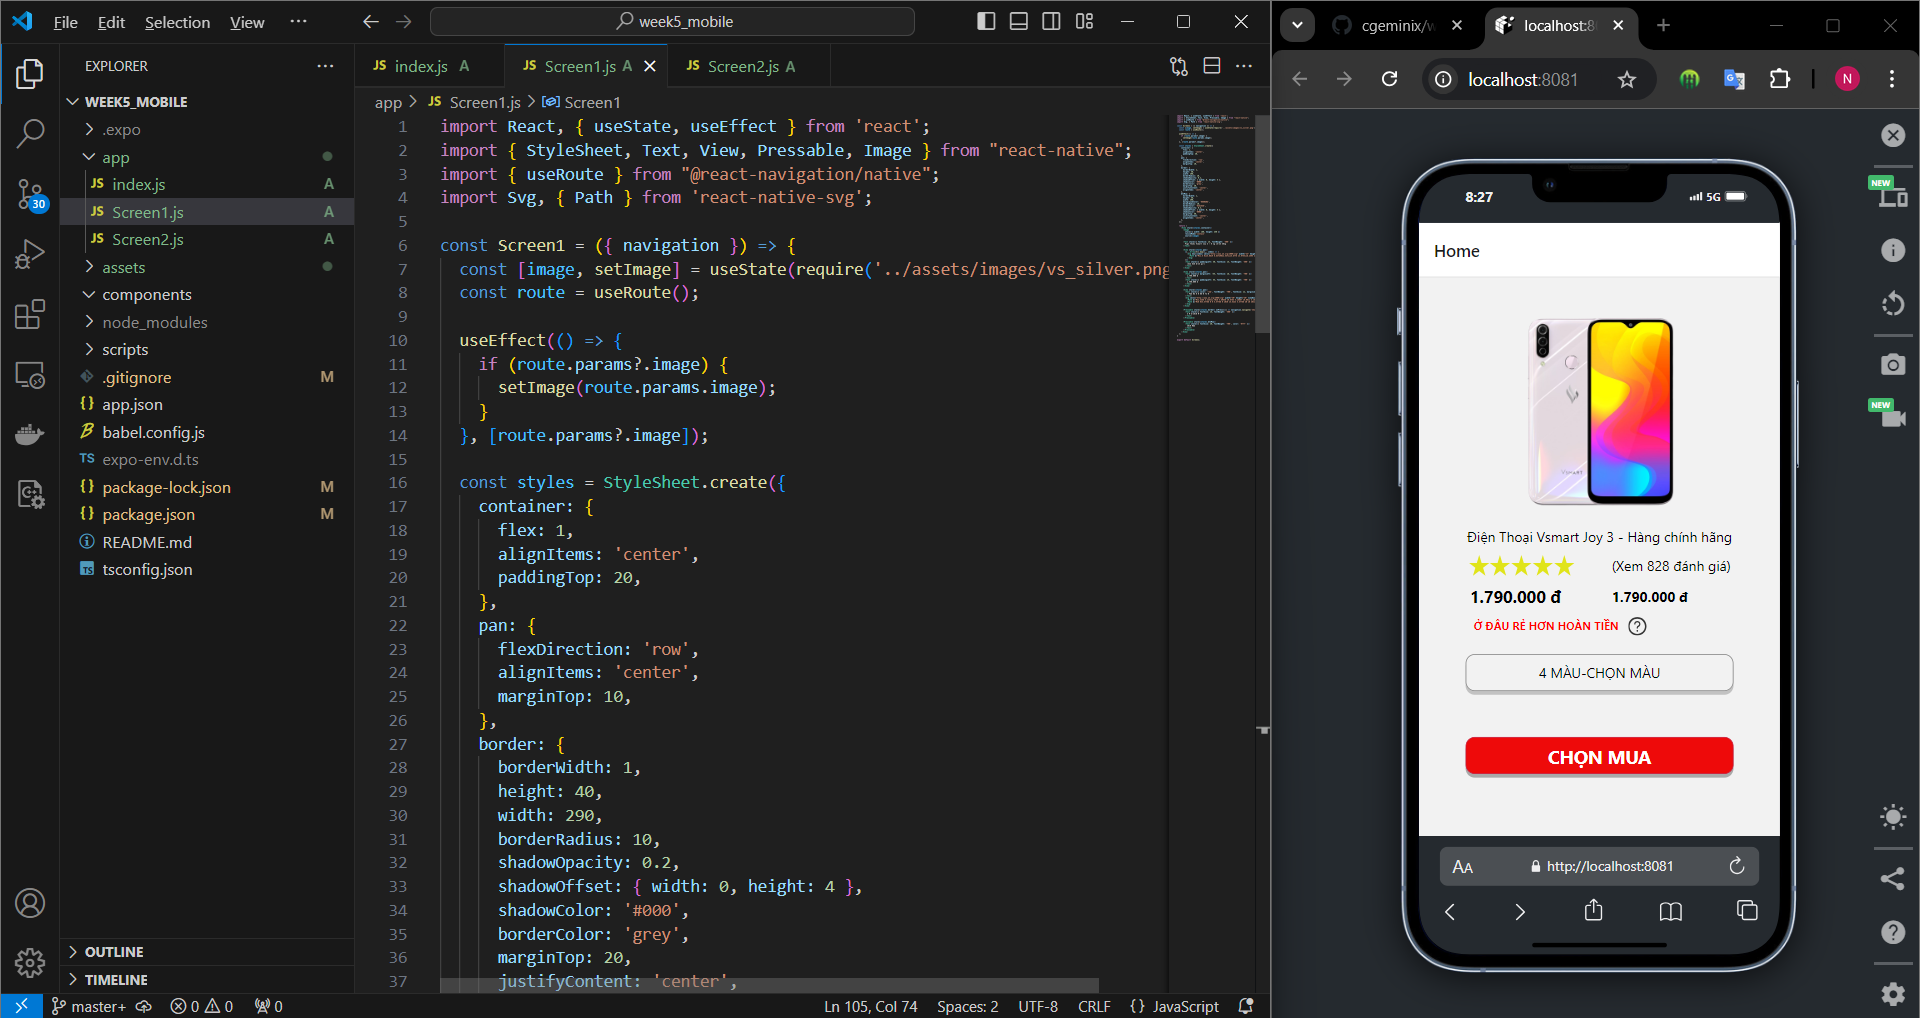 File Edit Selection View ···
week5_mobile
EXPLORER
WEEK5_MOBILE
.expo
app
JS index.js A
JS Screen1.js A
JS Screen2.js A
assets
components
node_modules
scripts
.gitignore M
{} app.json
babel.config.js
TS expo-env.d.ts
{} package-lock.json M
{} package.json M
README.md
TS tsconfig.json
OUTLINE
TIMELINE
30
JS index.js A
JS Screen1.js A
JS Screen2.js A
app > JS Screen1.js > Screen1
1 import React, { useState, useEffect } from 'react';
2 import { StyleSheet, Text, View, Pressable, Image } from "react-native";
3 import { useRoute } from "@react-navigation/native";
4 import Svg, { Path } from 'react-native-svg';
5
6 const Screen1 = ({ navigation }) => {
7 const [image, setImage] = useState(require('../assets/images/vs_silver.png
8 const route = useRoute();
9
10 useEffect(() => {
11 if (route.params?.image) {
12 setImage(route.params.image);
13 }
14 }, [route.params?.image]);
15
16 const styles = StyleSheet.create({
17 container: {
18 flex: 1,
19 alignItems: 'center',
20 paddingTop: 20,
21 },
22 pan: {
23 flexDirection: 'row',
24 alignItems: 'center',
25 marginTop: 10,
26 },
27 border: {
28 borderWidth: 1,
29 height: 40,
30 width: 290,
31 borderRadius: 10,
32 shadowOpacity: 0.2,
33 shadowOffset: { width: 0, height: 4 },
34 shadowColor: '#000',
35 borderColor: 'grey',
36 marginTop: 20,
37 justifyContent: 'center',
master+ 0 0 0
Ln 105, Col 74 Spaces: 2 UTF-8 CRLF {} JavaScript
cgeminix/w
localhost:8
localhost:8081
N
8:27 5G
Home
VSMART
Điện Thoại Vsmart Joy 3 - Hàng chính hãng
(Xem 828 đánh giá)
1.790.000 đ 1.790.000 đ
Ở ĐÂU RẺ HƠN HOÀN TIỀN ?
4 MÀU-CHỌN MÀU
CHỌN MUA
AA http://localhost:8081
NEW
NEW